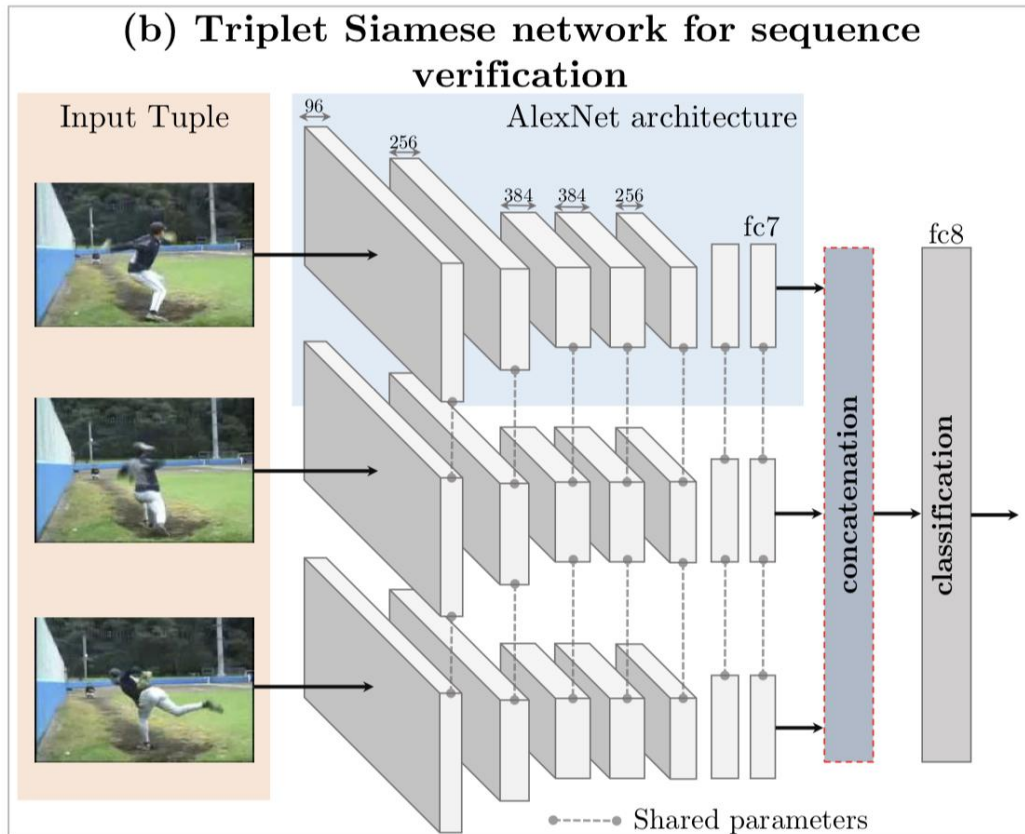 (b) Triplet Siamese network for sequence
verification
Input Tuple
AlexNet architecture
96
256
384
384
256
fc7
fc8
concatenation
classification
Shared parameters